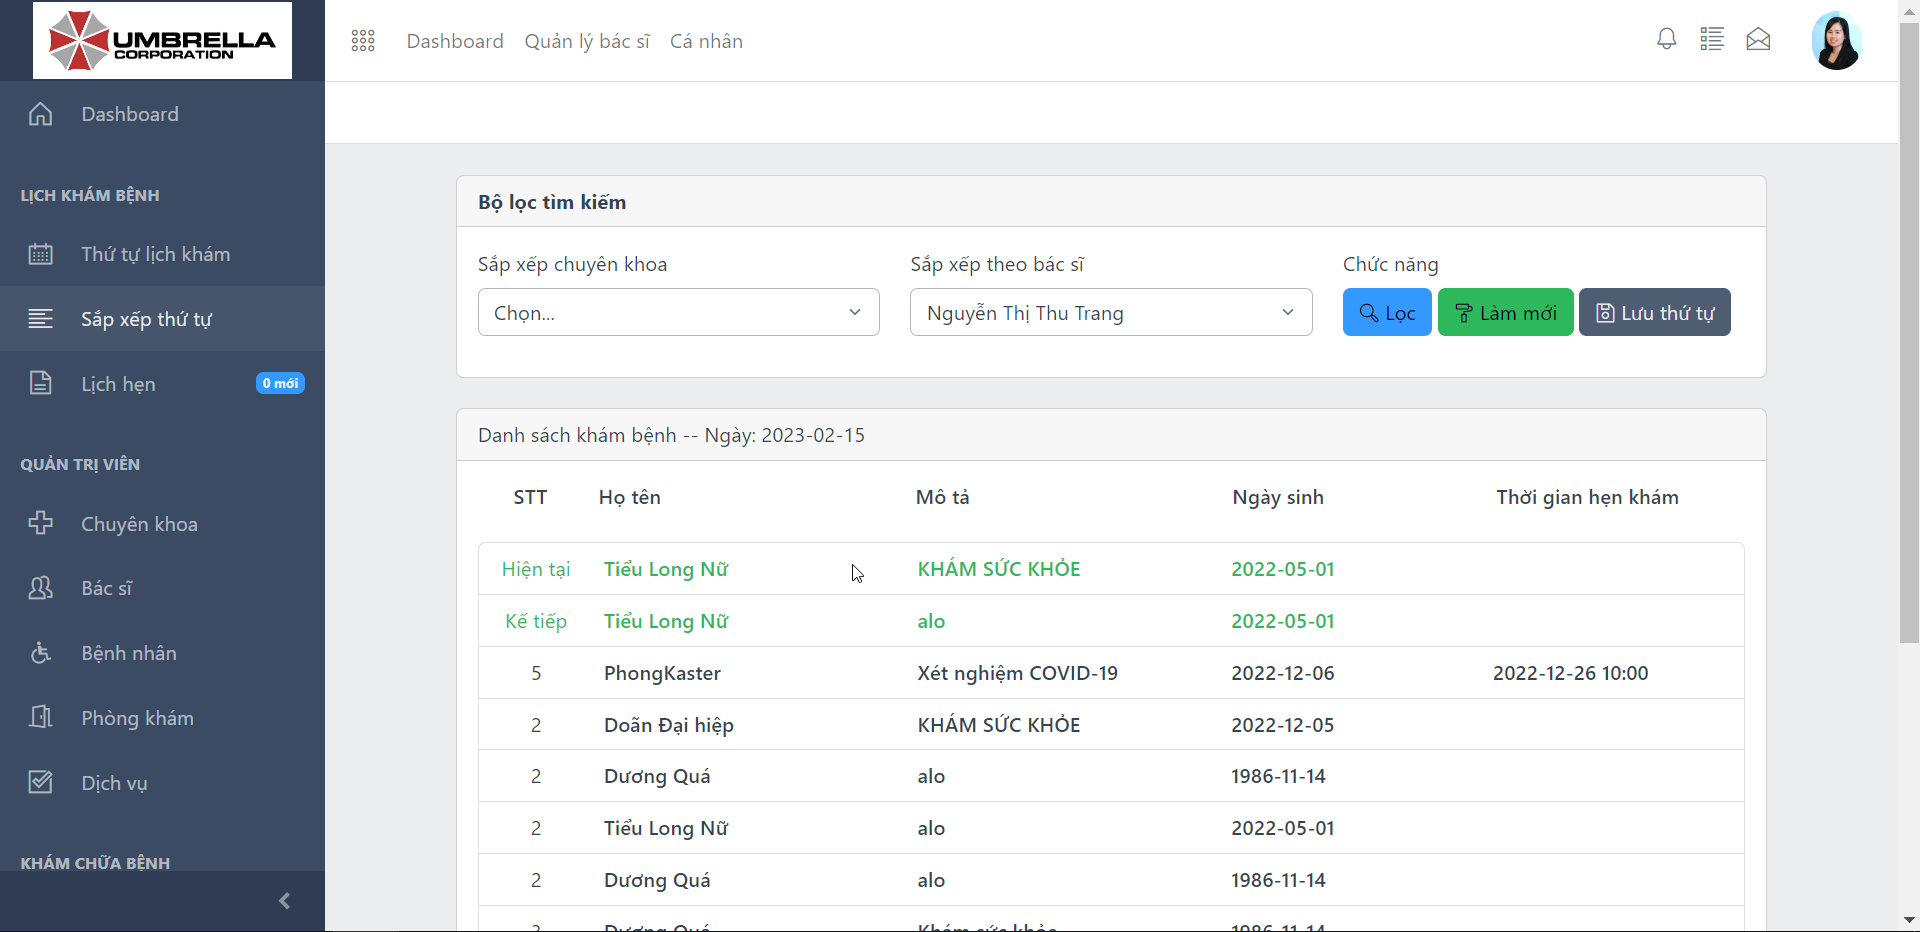 UMBRELLA
CORPORATION
Dashboard
Quản lý bác sĩ
Cá nhân
Dashboard
LỊCH KHÁM BỆNH
Thứ tự lịch khám
Sắp xếp thứ tự
Lịch hẹn
0 mới
QUẢN TRỊ VIÊN
Chuyên khoa
Bác sĩ
Bệnh nhân
Phòng khám
Dịch vụ
KHÁM CHỮA BỆNH
Bộ lọc tìm kiếm
Sắp xếp chuyên khoa
Chọn...
Sắp xếp theo bác sĩ
Nguyễn Thị Thu Trang
Chức năng
Lọc
Làm mới
Lưu thứ tự
Danh sách khám bệnh -- Ngày: 2023-02-15
STT Họ tên Mô tả Ngày sinh Thời gian hẹn khám
Hiện tại Tiểu Long Nữ KHÁM SỨC KHỎE 2022-05-01
Kế tiếp Tiểu Long Nữ alo 2022-05-01
5 PhongKaster Xét nghiệm COVID-19 2022-12-06 2022-12-26 10:00
2 Doãn Đại hiệp KHÁM SỨC KHỎE 2022-12-05
2 Dương Quá alo 1986-11-14
2 Tiểu Long Nữ alo 2022-05-01
2 Dương Quá alo 1986-11-14
Dương Quá Khám sức khỏe 1986-11-14